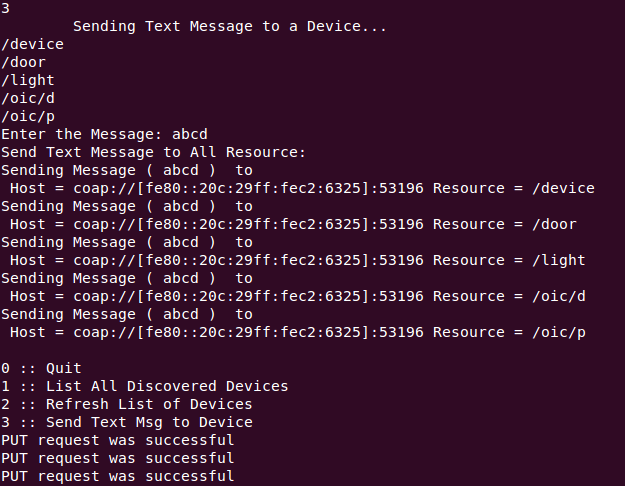 3
Sending Text Message to a Device...
/device
/door
/light
/oic/d
/oic/p
Enter the Message: abcd
Send Text Message to All Resource:
Sending Message ( abcd )  to
Host = coap://[fe80::20c:29ff:fec2:6325]:53196 Resource = /device
Sending Message ( abcd )  to
Host = coap://[fe80::20c:29ff:fec2:6325]:53196 Resource = /door
Sending Message ( abcd )  to
Host = coap://[fe80::20c:29ff:fec2:6325]:53196 Resource = /light
Sending Message ( abcd )  to
Host = coap://[fe80::20c:29ff:fec2:6325]:53196 Resource = /oic/d
Sending Message ( abcd )  to
Host = coap://[fe80::20c:29ff:fec2:6325]:53196 Resource = /oic/p
0 :: Quit
1 :: List All Discovered Devices
2 :: Refresh List of Devices
3 :: Send Text Msg to Device
PUT request was successful
PUT request was successful
PUT request was successful